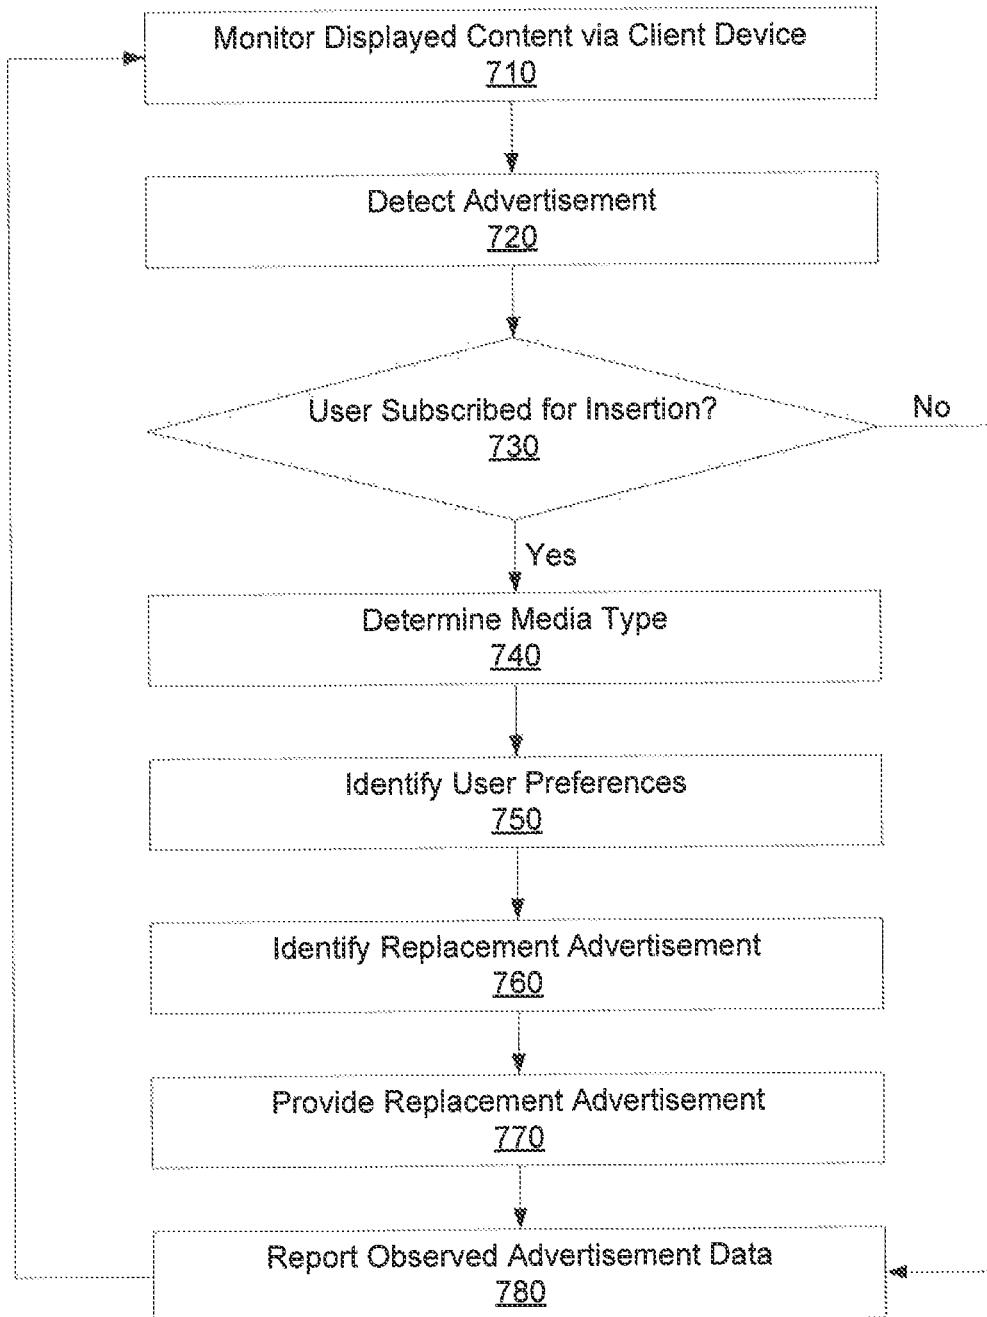 Monitor Displayed Content via Client Device
710
Detect Advertisement
720
User Subscribed for Insertion?
730
No
Yes
Determine Media Type
740
Identify User Preferences
750
Identify Replacement Advertisement
760
Provide Replacement Advertisement
770
Report Observed Advertisement Data
780